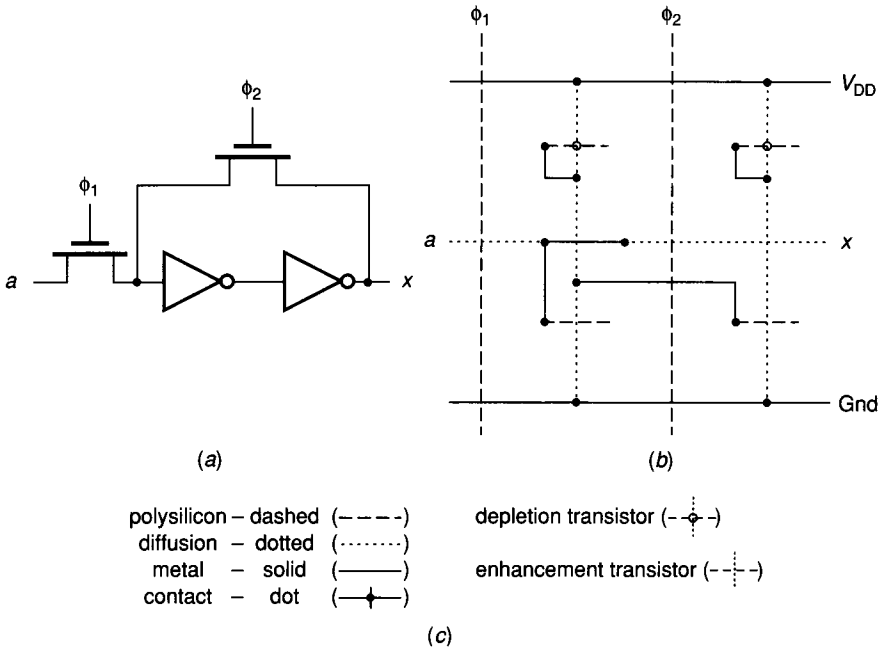 ϕ1
ϕ2
VDD
a
x
Gnd
(b)
ϕ2
ϕ1
a
x
(a)
polysilicon – dashed (– – – –)
diffusion – dotted (········)
metal – solid (———)
contact – dot (—●—)
depletion transistor (--○--)
enhancement transistor (-----)
(c)